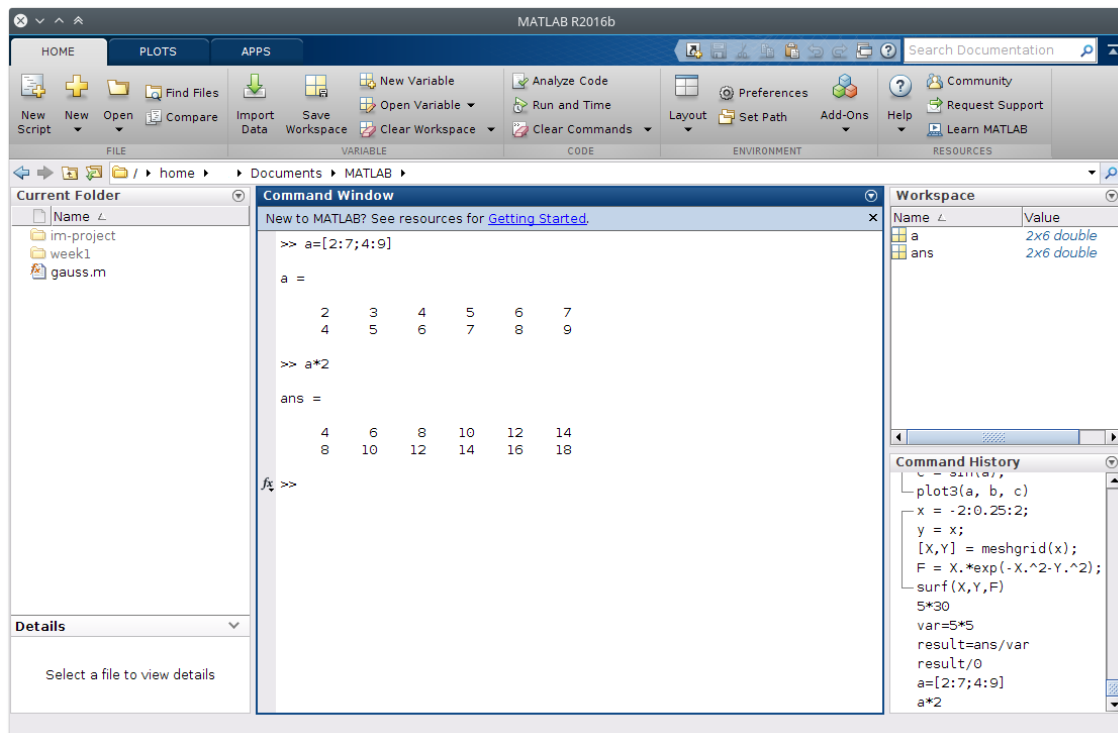 MATLAB R2016b
HOME PLOTS APPS
Search Documentation
New Script
New
Open
Find Files
Compare
FILE
Import Data
Save Workspace
New Variable
Open Variable
Clear Workspace
VARIABLE
Analyze Code
Run and Time
Clear Commands
CODE
Layout
Preferences
Set Path
Add-Ons
ENVIRONMENT
Help
Community
Request Support
Learn MATLAB
RESOURCES
/ home Documents MATLAB
Current Folder
Name
im-project
week1
gauss.m
Details
Select a file to view details
Command Window
New to MATLAB? See resources for Getting Started.
>> a=[2:7;4:9]
a =
2 3 4 5 6 7
4 5 6 7 8 9
>> a*2
ans =
4 6 8 10 12 14
8 10 12 14 16 18
fx >>
Workspace
Name Value
a 2x6 double
ans 2x6 double
Command History
c = sin(a);
plot3(a, b, c)
x = -2:0.25:2;
y = x;
[X,Y] = meshgrid(x);
F = X.*exp(-X.^2-Y.^2);
surf(X,Y,F)
5*30
var=5*5
result=ans/var
result/0
a=[2:7;4:9]
a*2